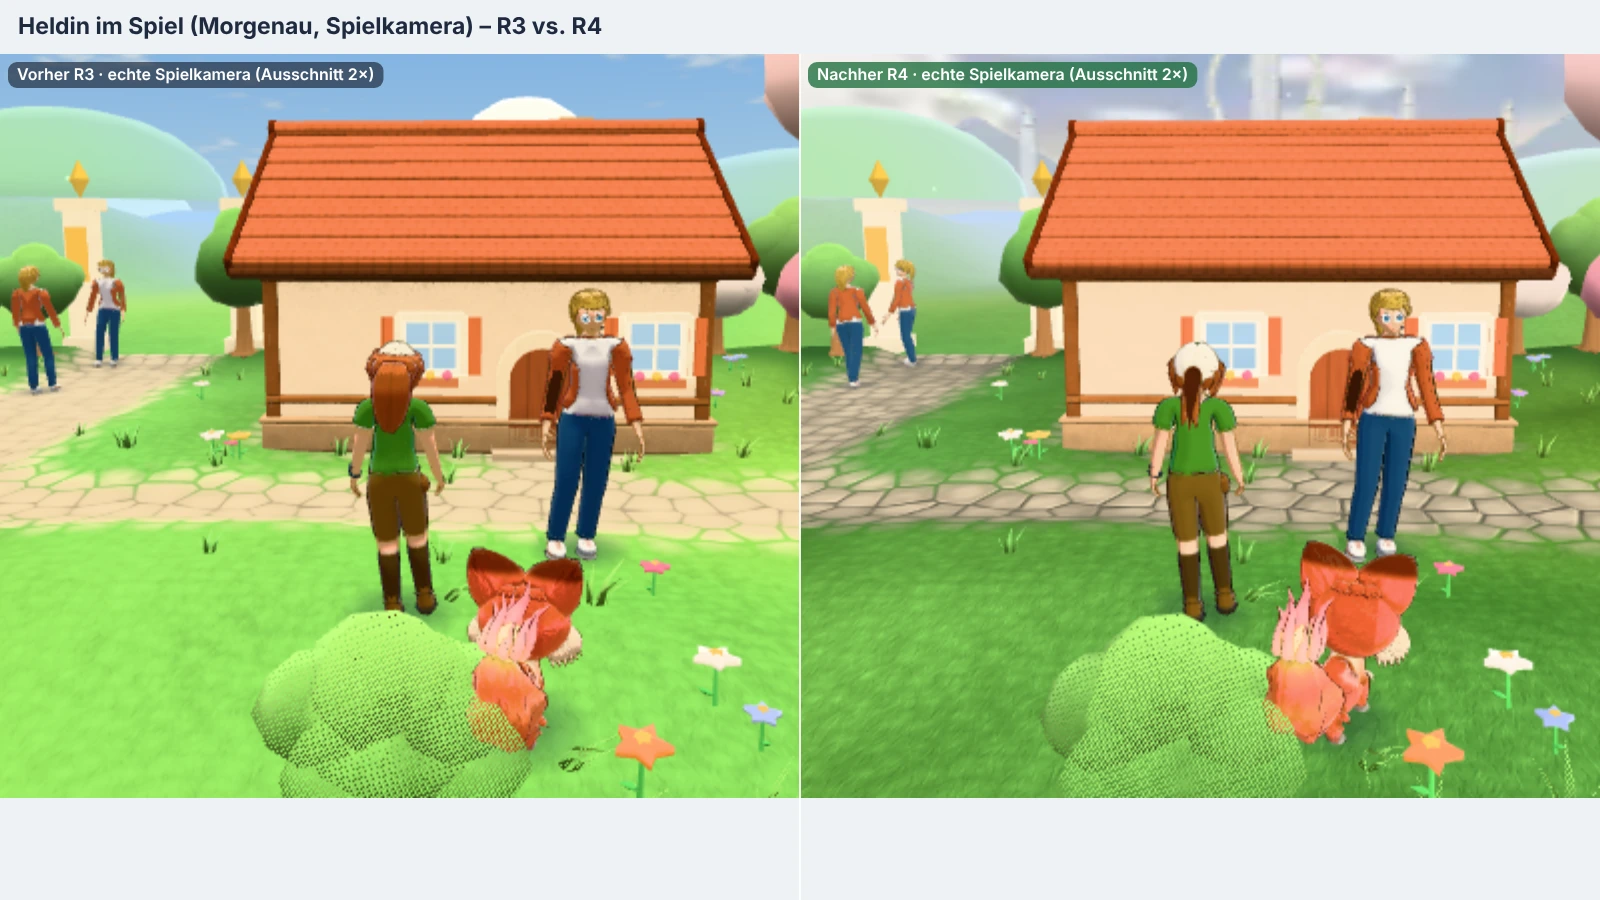 Heldin im Spiel (Morgenau, Spielkamera) – R3 vs. R4
Vorher R3 · echte Spielkamera (Ausschnitt 2×)
Nachher R4 · echte Spielkamera (Ausschnitt 2×)